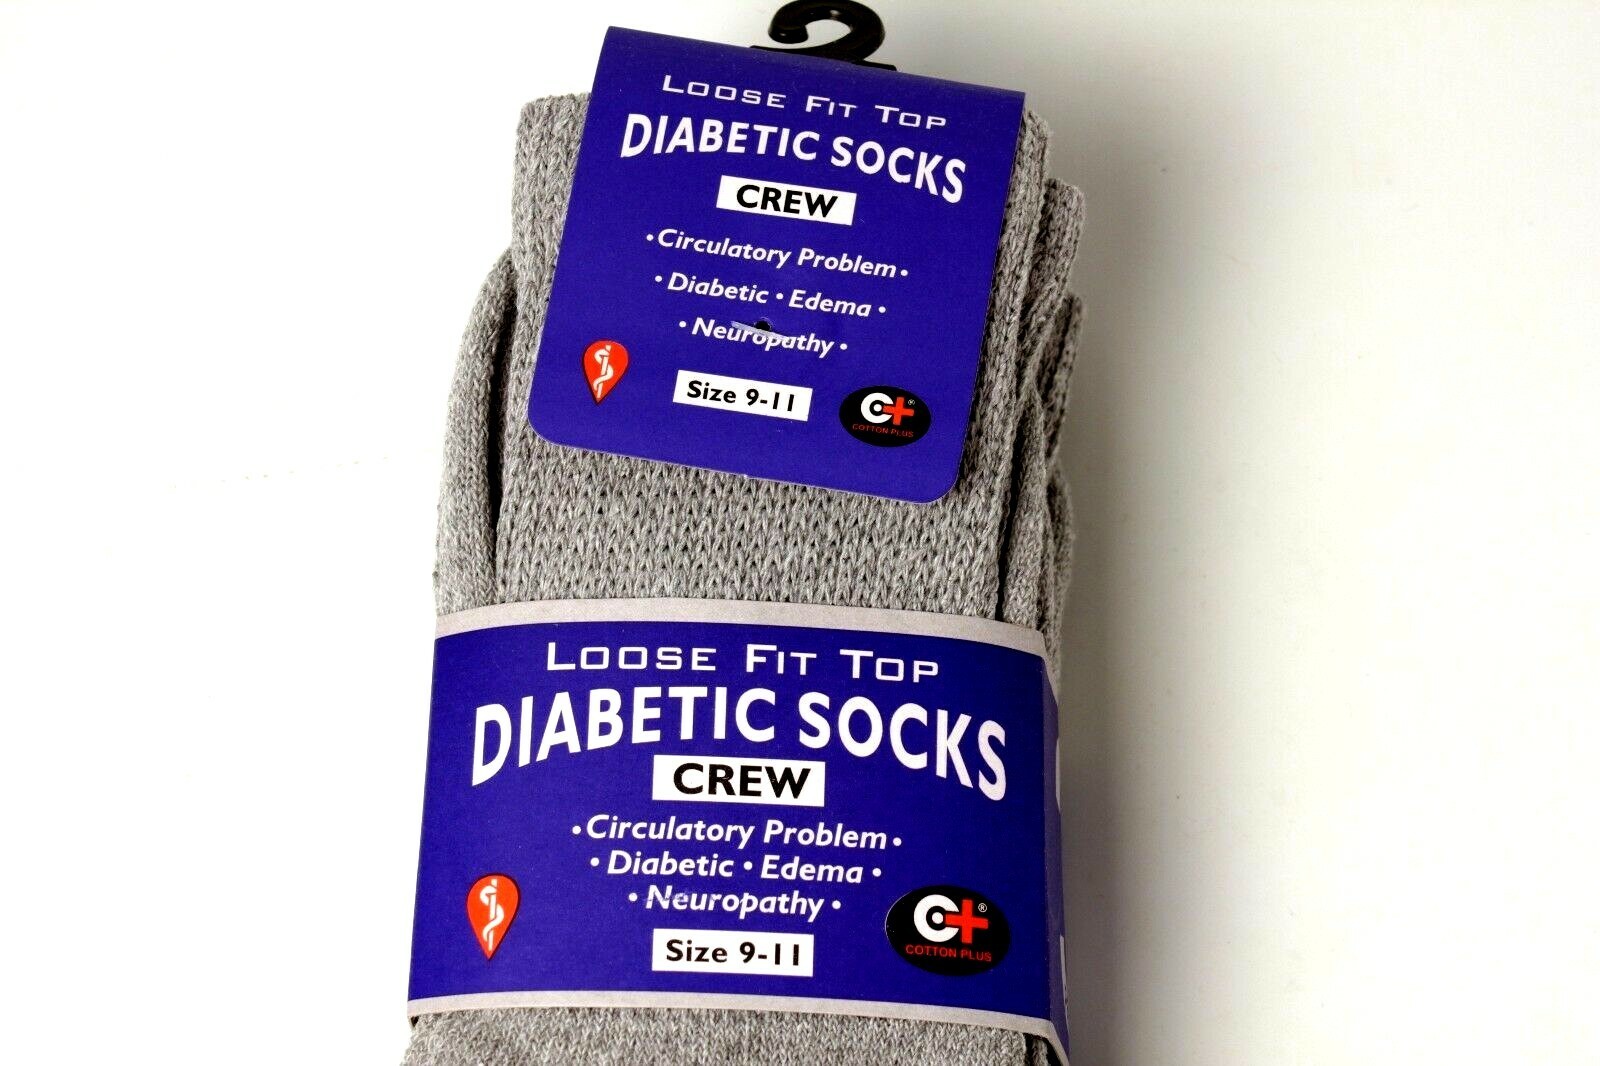 LOOSE FIT TOP
DIABETIC SOCKS
CREW
• Circulatory Problem •
• Diabetic • Edema •
• Neuropathy •
Size 9-11
C+®
COTTON PLUS
LOOSE FIT TOP
DIABETIC SOCKS
CREW
• Circulatory Problem •
• Diabetic • Edema •
• Neuropathy •
Size 9-11
C+®
COTTON PLUS